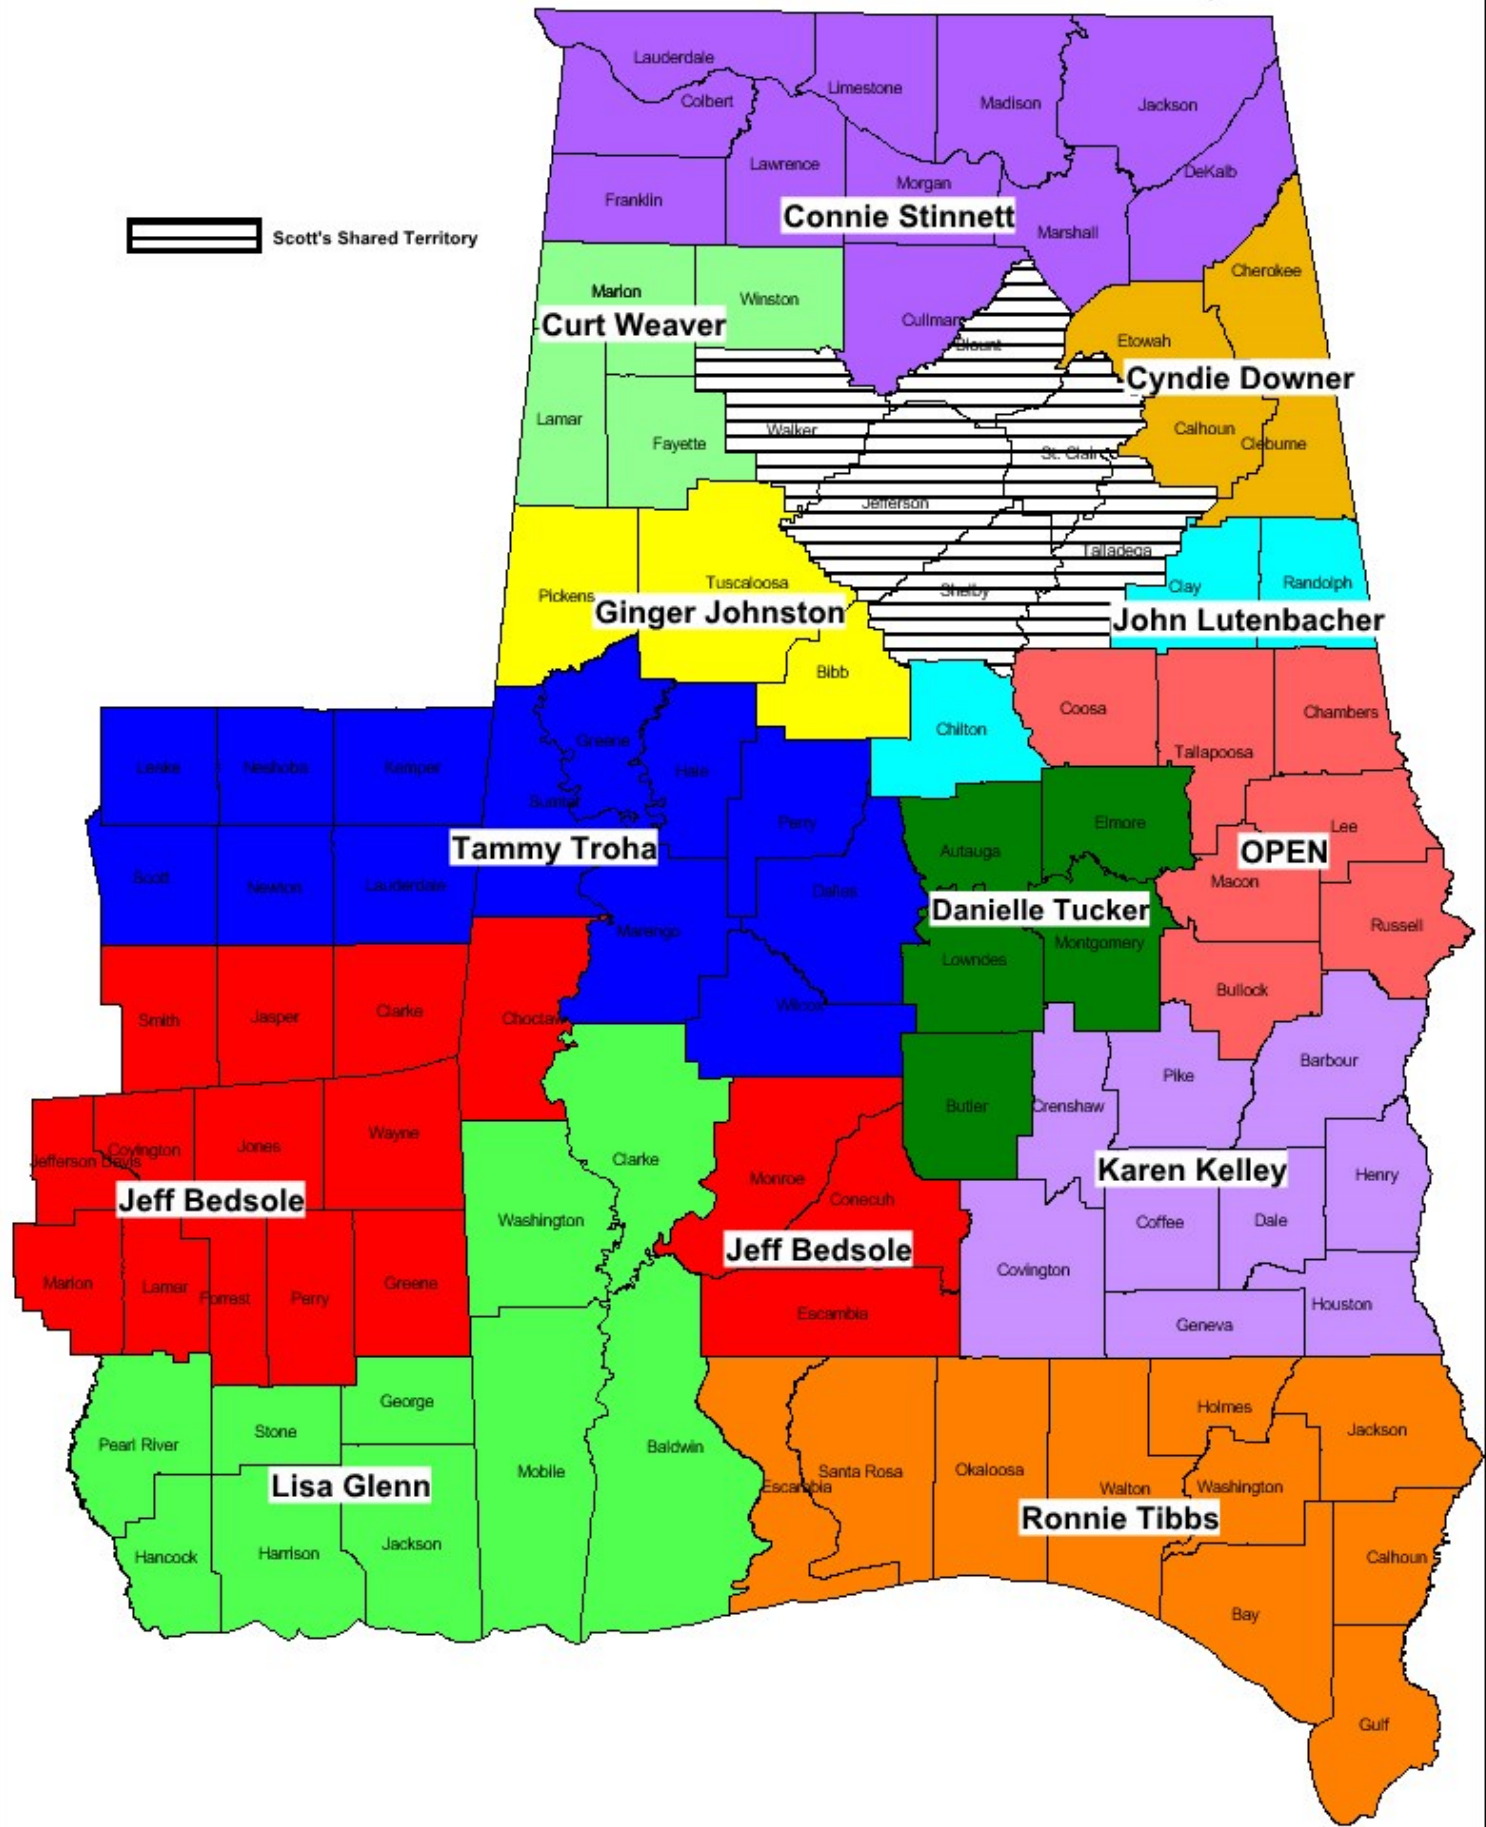 Lauderdale
Limestone
Colbert
Madison
Jackson
Lawrence
DeKalb
Morgan
Franklin
Connie Stinnett
Marshall
Scott's Shared Territory
Cherokee
Marion
Winston
Curt Weaver
Cullman
Blount
Etowah
Cyndie Downer
Lamar
Fayette
Walker
Calhoun
Cleburne
St. Clair
Jefferson
Talladega
Pickens
Tuscaloosa
Shelby
Clay
Randolph
Ginger Johnston
John Lutenbacher
Bibb
Coosa
Chambers
Chilton
Greene
Tallapoosa
Leake
Neshoba
Kemper
Hale
Sumter
Perry
Elmore
Lee
Tammy Troha
Autauga
OPEN
Scott
Newton
Lauderdale
Dallas
Macon
Danielle Tucker
Marengo
Montgomery
Russell
Lowndes
Bullock
Smith
Jasper
Clarke
Choctaw
Wilcox
Pike
Barbour
Butler
Crenshaw
Jefferson Davis
Covington
Jones
Wayne
Clarke
Monroe
Conecuh
Karen Kelley
Henry
Jeff Bedsole
Washington
Coffee
Dale
Jeff Bedsole
Covington
Marion
Lamar
Forrest
Perry
Greene
Escambia
Geneva
Houston
George
Holmes
Pearl River
Stone
Baldwin
Jackson
Lisa Glenn
Mobile
Escambia
Santa Rosa
Okaloosa
Walton
Washington
Ronnie Tibbs
Hancock
Harrison
Jackson
Calhoun
Bay
Gulf